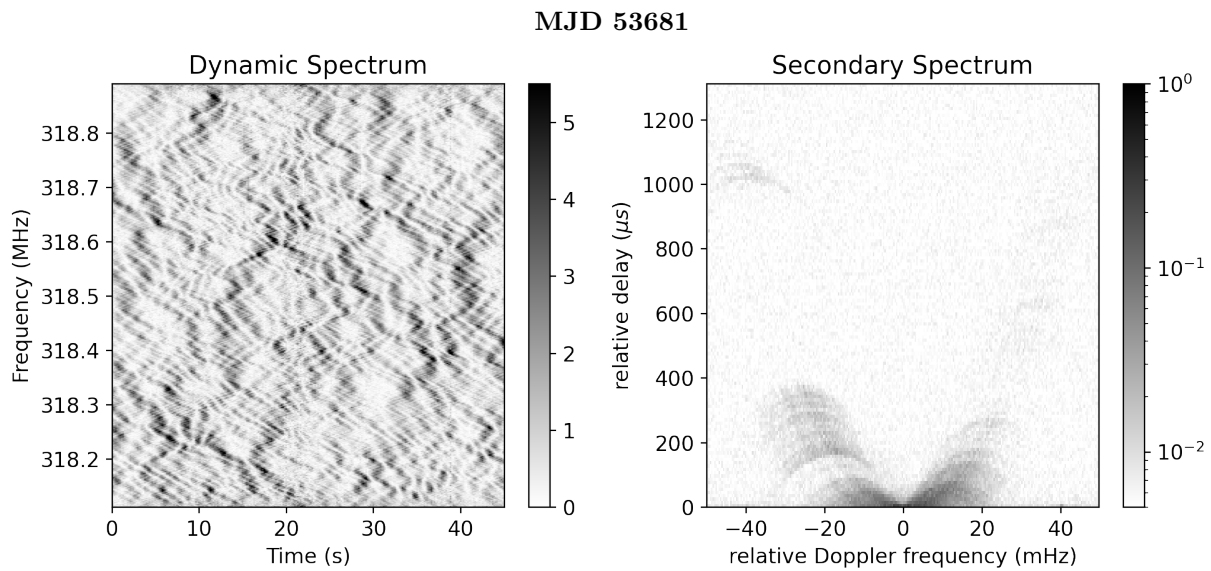 MJD 53681
Dynamic Spectrum
318.8
318.7
318.6
318.5
318.4
318.3
318.2
Frequency (MHz)
0 10 20 30 40
Time (s)
5
4
3
2
1
0
Secondary Spectrum
1200
1000
800
600
400
200
0
relative delay (μs)
−40 −20 0 20 40
relative Doppler frequency (mHz)
10⁰
10⁻¹
10⁻²